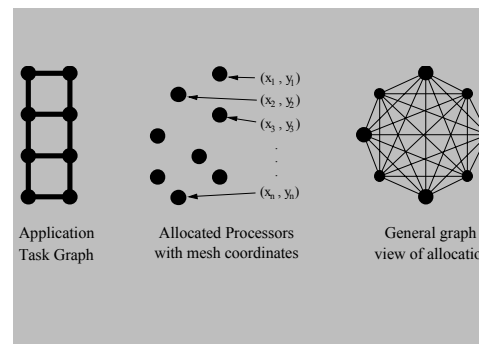 (x₁ , y₁)
(x₂ , y₂)
(x₃ , y₃)
.
.
.
(xₙ , yₙ)
Application
Task Graph
Allocated Processors
with mesh coordinates
General graph
view of allocation